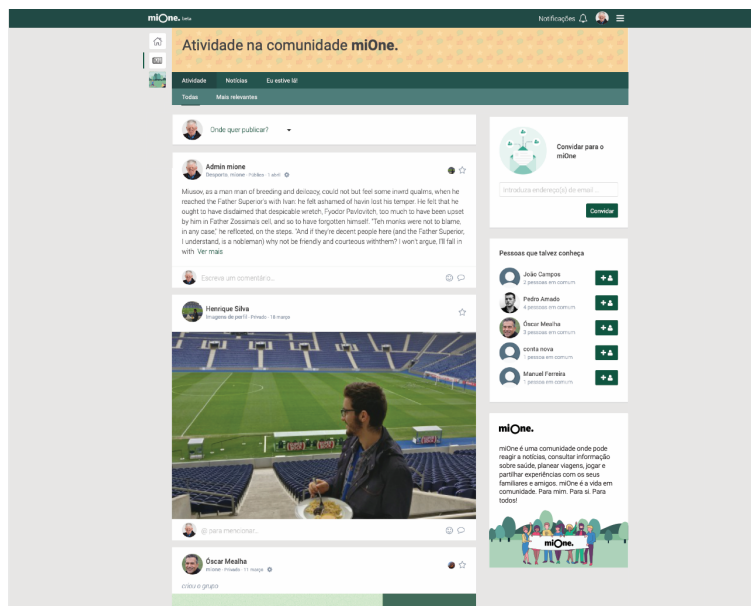 miOne. beta
Notificações
Atividade na comunidade miOne.
Atividade Notícias Eu estive lá!
Todas Mais relevantes
Onde quer publicar?
Admin mione
Desporto mione · Público · 1 abril
Miusov, as a man man of breeding and deilcacy, could not but feel some inwrd qualms, when he
reached the Father Superior's with Ivan: he felt ashamed of havin lost his temper. He felt that he
ought to have disdaimed that despicable wretch, Fyodor Pavlovitch, too much to have been upset
by him in Father Zossima's cell, and so to have forgotten himself. "Teh monks were not to blame,
in any case," he reflceted, on the steps. "And if they're decent people here (and the Father Superior,
I understand, is a nobleman) why not be friendly and courteous withthem? I won't argue, I'll fall in
with Ver mais
Escreva um comentário...
Henrique Silva
Imagens de perfil · Privado · 18 março
@ para mencionar...
Óscar Mealha
mione · Privado · 11 março
criou o grupo
Convidar para o
miOne
Introduza endereço(s) de email ...
Convidar
Pessoas que talvez conheça
João Campos
2 pessoas em comum
Pedro Amado
4 pessoas em comum
Óscar Mealha
3 pessoas em comum
conta nova
1 pessoa em comum
Manuel Ferreira
1 pessoa em comum
miOne.
miOne é uma comunidade onde pode
reagir a notícias, consultar informação
sobre saúde, planear viagens, jogar e
partilhar experiências com os seus
familiares e amigos. miOne é a vida em
comunidade. Para mim. Para si. Para
todos!
miOne.